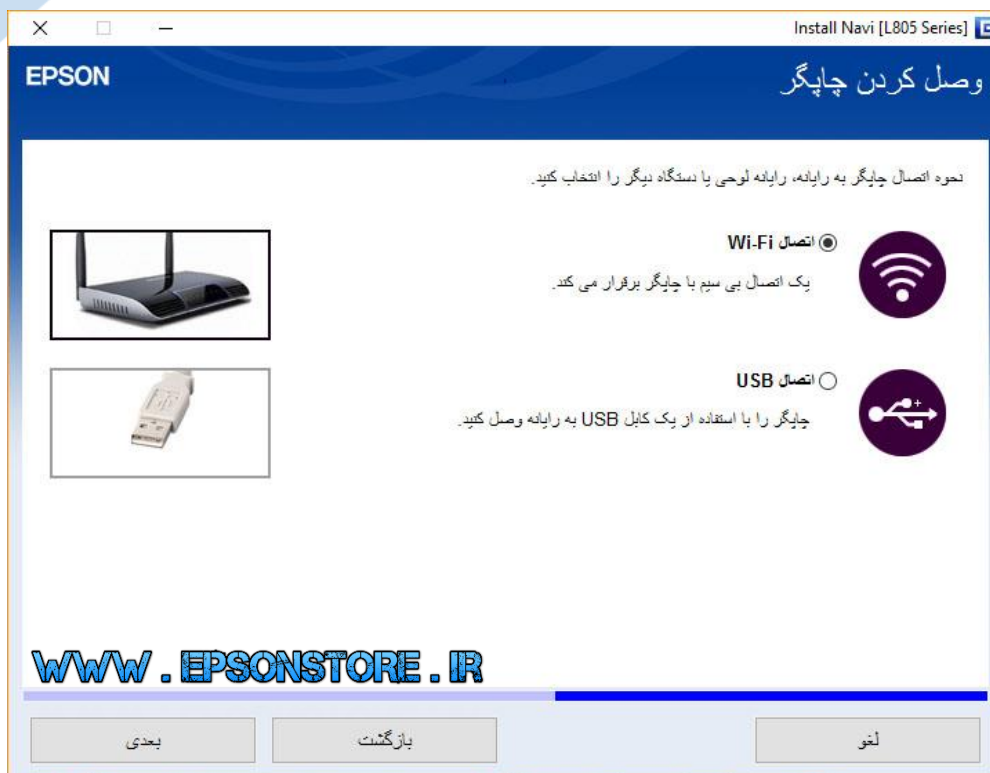 Install Navi [L805 Series]
EPSON
وصل کردن چاپگر
نحوه اتصال چاپگر به رایانه، رایانه لوحی یا دستگاه دیگر را انتخاب کنید.
اتصال Wi-Fi
یک اتصال بی سیم با چاپگر برقرار می کند.
اتصال USB
چاپگر را با استفاده از یک کابل USB به رایانه وصل کنید.
WWW . EPSONSTORE . IR
لغو
بازگشت
بعدی